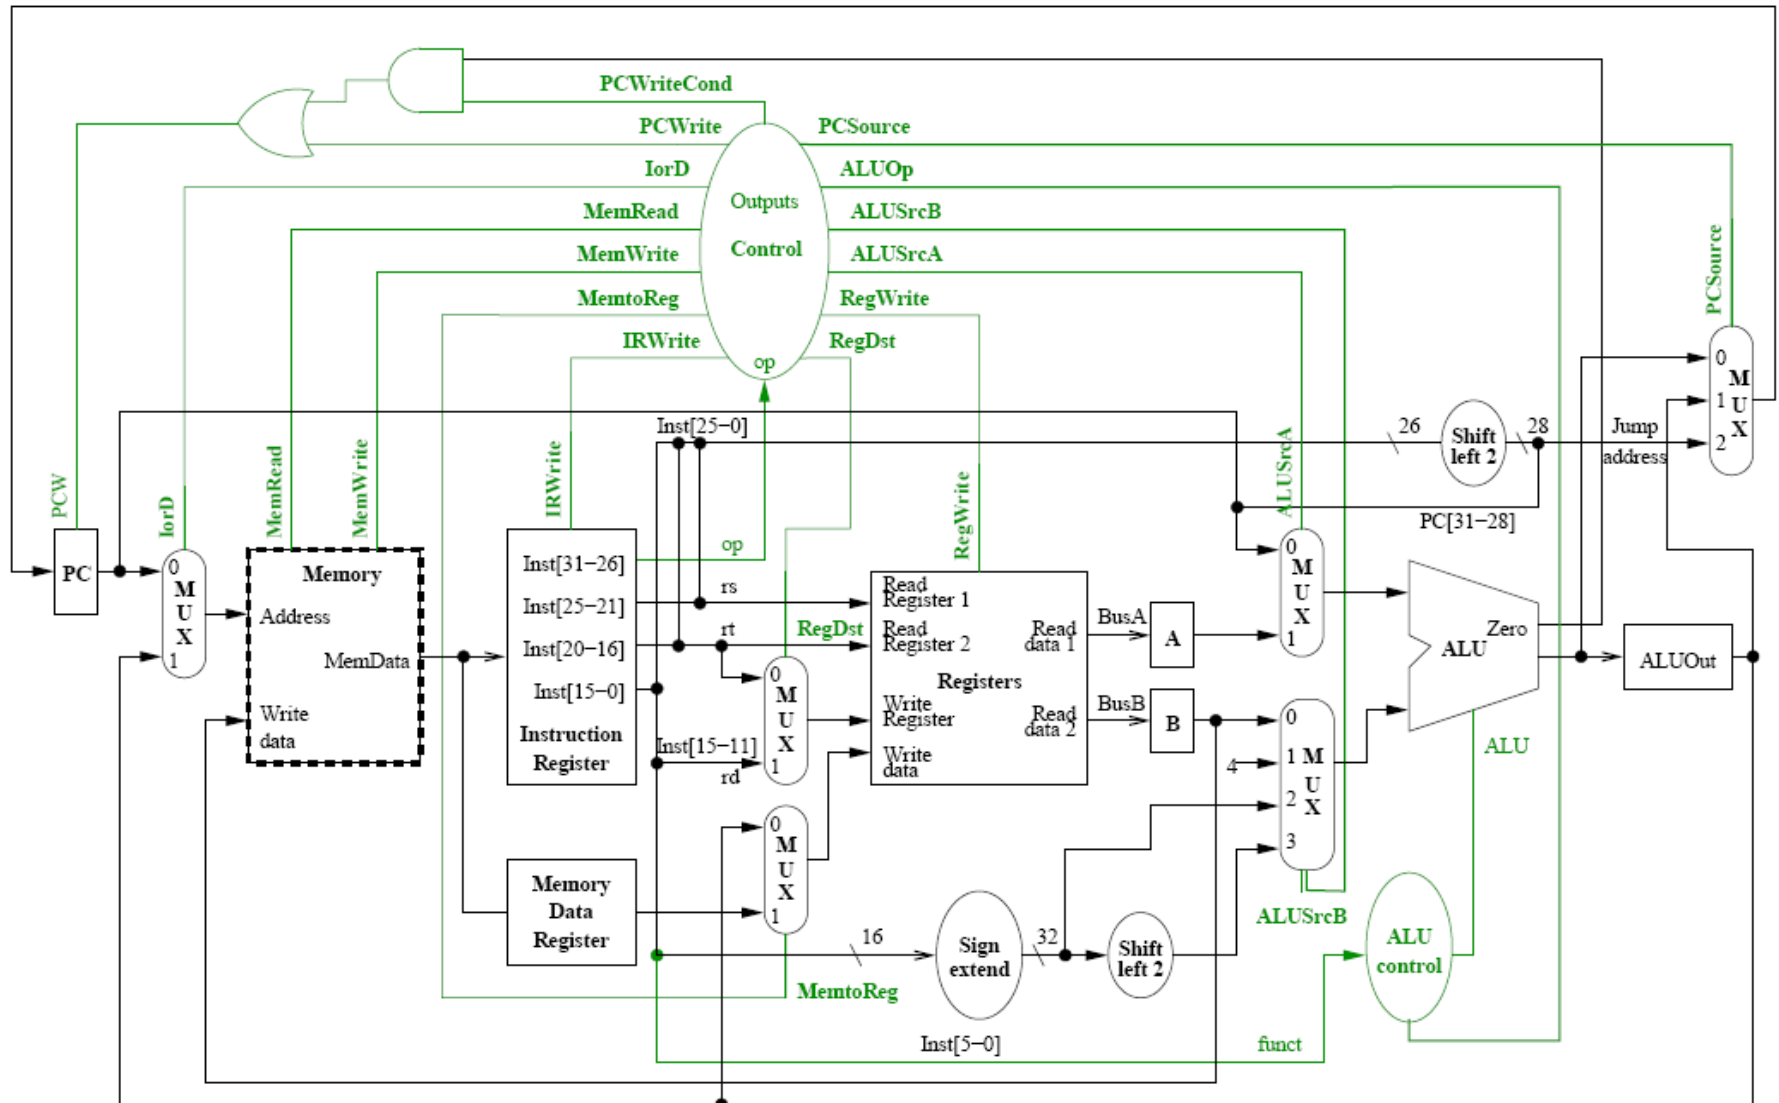 PCWriteCond
PCWrite
PCSource
IorD
ALUOp
Outputs
MemRead
ALUSrcB
Control
MemWrite
ALUSrcA
MemtoReg
RegWrite
IRWrite
RegDst
op
PCSource
0
M
1 U
X
2
Inst[25−0]
26
Shift
left 2
28
Jump
address
PC[31−28]
PCW
IorD
MemRead
MemWrite
IRWrite
RegWrite
ALUSrcA
PC
0
M
U
X
1
Memory
Address
MemData
Write
data
op
Inst[31−26]
Inst[25−21]
Inst[20−16]
Inst[15−0]
Instruction
Register
rs
rt
RegDst
Inst[15−11]
rd
0
M
U
X
1
Read
Register 1
Read
Register 2
Read
data 1
Registers
Write
Register
Read
data 2
Write
data
BusA
A
BusB
B
0
M
U
X
1
0
1 M
U
2 X
3
4
ALU
Zero
ALUOut
ALU
0
M
U
X
1
Memory
Data
Register
MemtoReg
16
Sign
extend
32
Shift
left 2
ALUSrcB
ALU
control
Inst[5−0]
funct